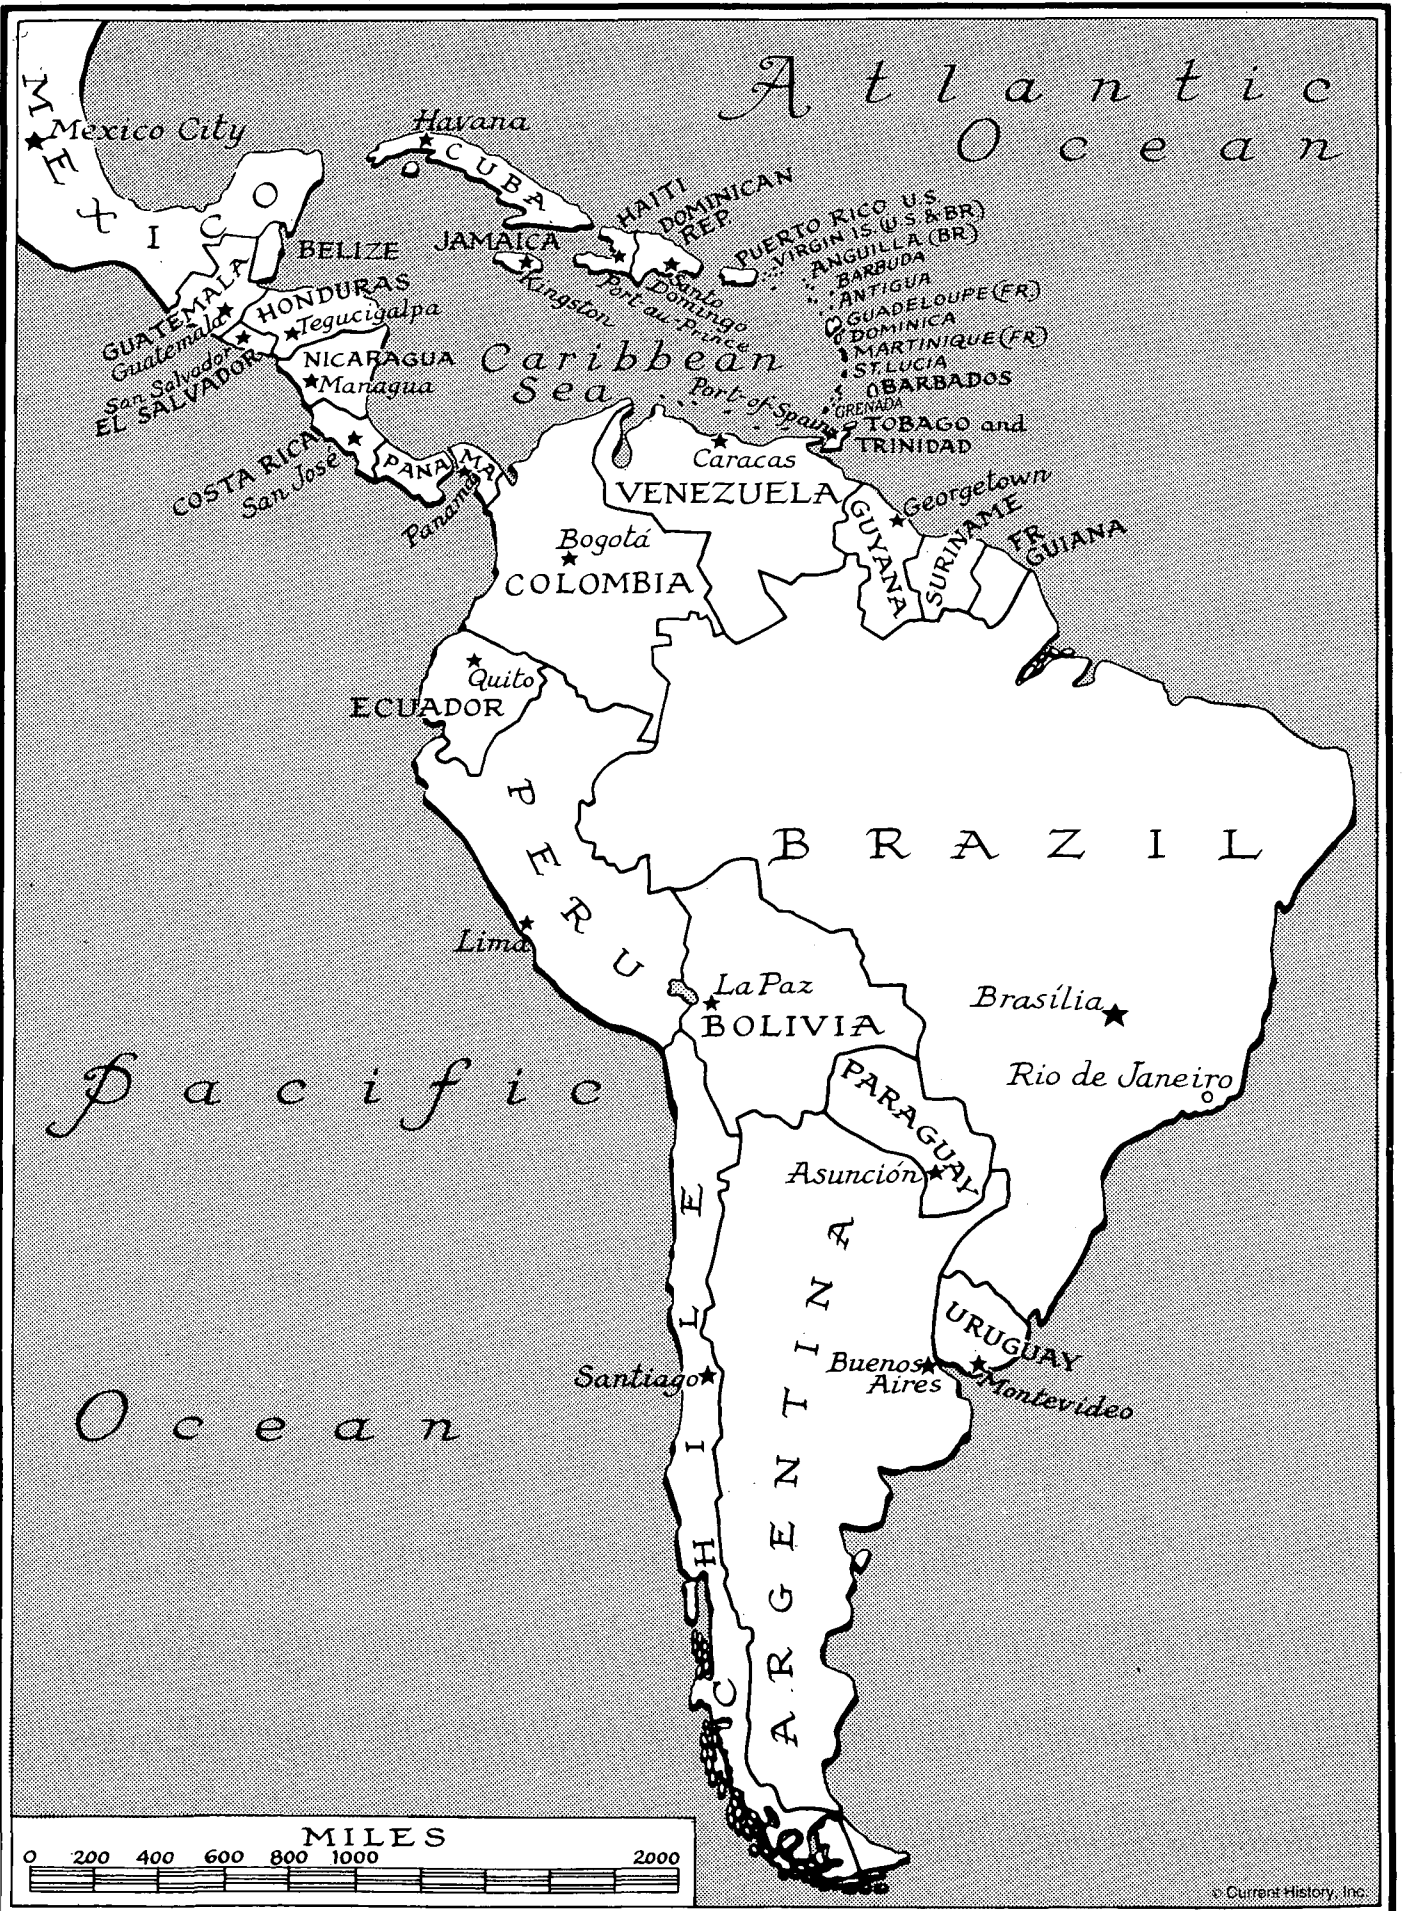 Atlantic
Ocean
MEXICO
Mexico City
Havana
CUBA
HAITI
DOMINICAN
REP.
PUERTO RICO U.S.
VIRGIN IS. (U.S. & BR)
ANGUILLA (BR)
BARBUDA
ANTIGUA
GUADELOUPE (FR.)
DOMINICA
MARTINIQUE (FR)
ST. LUCIA
BARBADOS
GRENADA
TOBAGO and
TRINIDAD
JAMAICA
Kingston
Port-au-Prince
Santo
Domingo
BELIZE
GUATEMALA
Guatemala
HONDURAS
Tegucigalpa
San Salvador
EL SALVADOR
NICARAGUA
Managua
Caribbean
Sea
Port-of-Spain
COSTA RICA
San José
PANAMA
Panama
Caracas
VENEZUELA
Georgetown
GUYANA
SURINAME
FR.
GUIANA
Bogotá
COLOMBIA
Quito
ECUADOR
PERU
Lima
BRAZIL
Brasília
Rio de Janeiro
La Paz
BOLIVIA
PARAGUAY
Asunción
Pacific
Ocean
CHILE
Santiago
ARGENTINA
Buenos
Aires
URUGUAY
Montevideo
MILES
0 200 400 600 800 1000 2000
© Current History, Inc.